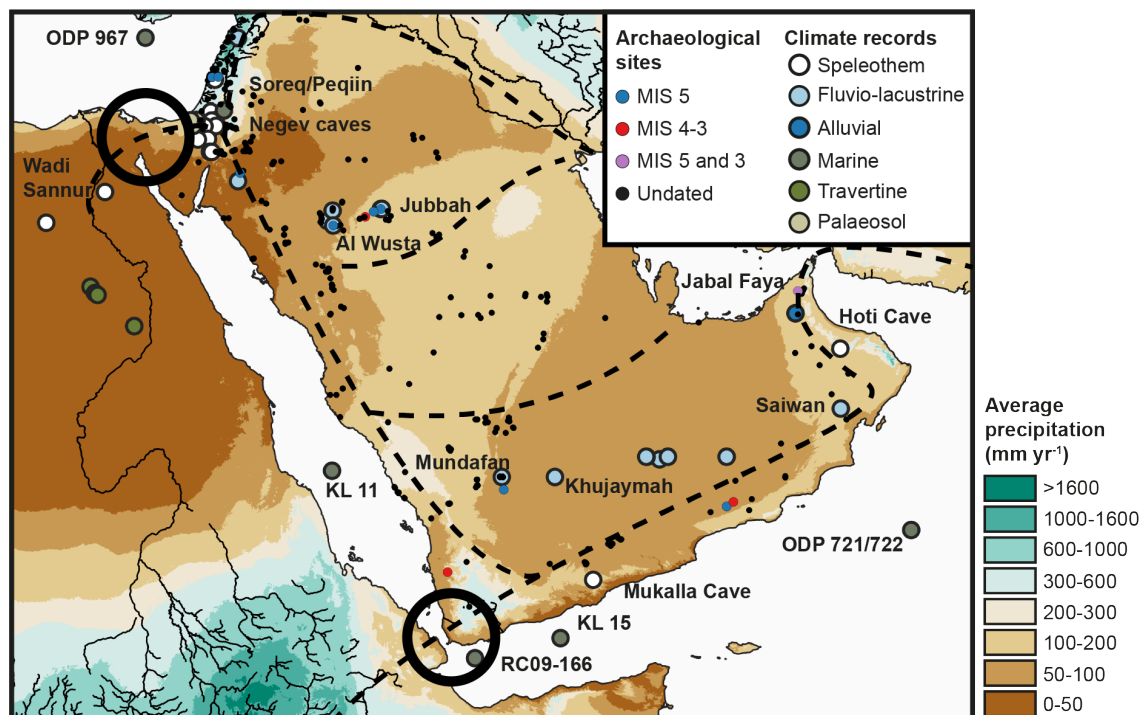 ODP 967
Soreq/Peqiin
Negev caves
Wadi
Sannur
Jubbah
Al Wusta
Jabal Faya
Hoti Cave
Saiwan
Mundafan
Khujaymah
KL 11
ODP 721/722
Mukalla Cave
KL 15
RC09-166
Archaeological
sites
MIS 5
MIS 4-3
MIS 5 and 3
Undated
Climate records
Speleothem
Fluvio-lacustrine
Alluvial
Marine
Travertine
Palaeosol
Average
precipitation
(mm yr⁻¹)
>1600
1000-1600
600-1000
300-600
200-300
100-200
50-100
0-50